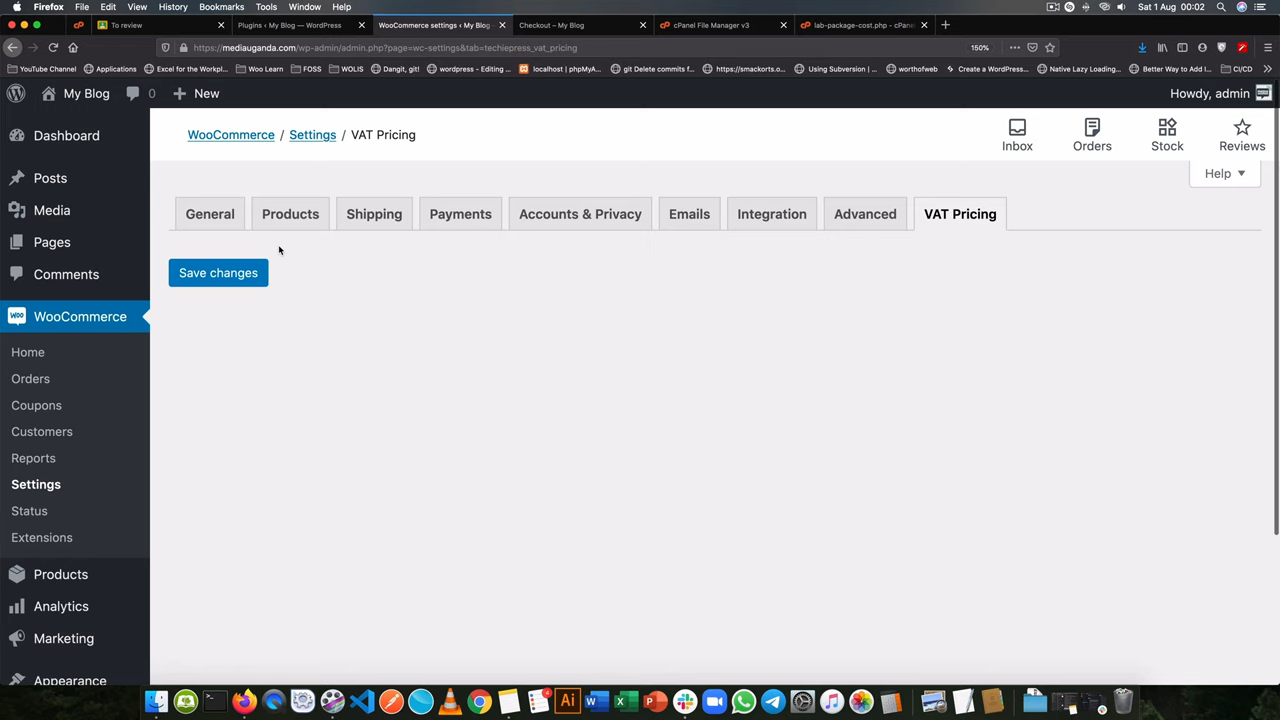 Firefox File Edit View History Bookmarks Tools Window Help Sat 1 Aug 00:02
To review Plugins ‹ My Blog — WordPress WooCommerce settings ‹ My Blog Checkout – My Blog cPanel File Manager v3 lab-package-cost.php - cPan
https://mediauganda.com/wp-admin/admin.php?page=wc-settings&tab=techiepress_vat_pricing 150%
YouTube Channel Applications Excel for the Workpl... Woo Learn FOSS WOLIS Dangit, git! wordpress - Editing ... localhost | phpMyA... git Delete commits f... https://smackorts.co... Using Subversion |... worthofweb Create a WordPress... Native Lazy Loading... Better Way to Add I... CI/CD
My Blog 0 New Howdy, admin
WooCommerce / Settings / VAT Pricing
Inbox Orders Stock Reviews
Help
General Products Shipping Payments Accounts & Privacy Emails Integration Advanced VAT Pricing
Save changes
Dashboard
Posts
Media
Pages
Comments
WooCommerce
Home
Orders
Coupons
Customers
Reports
Settings
Status
Extensions
Products
Analytics
Marketing
Appearance